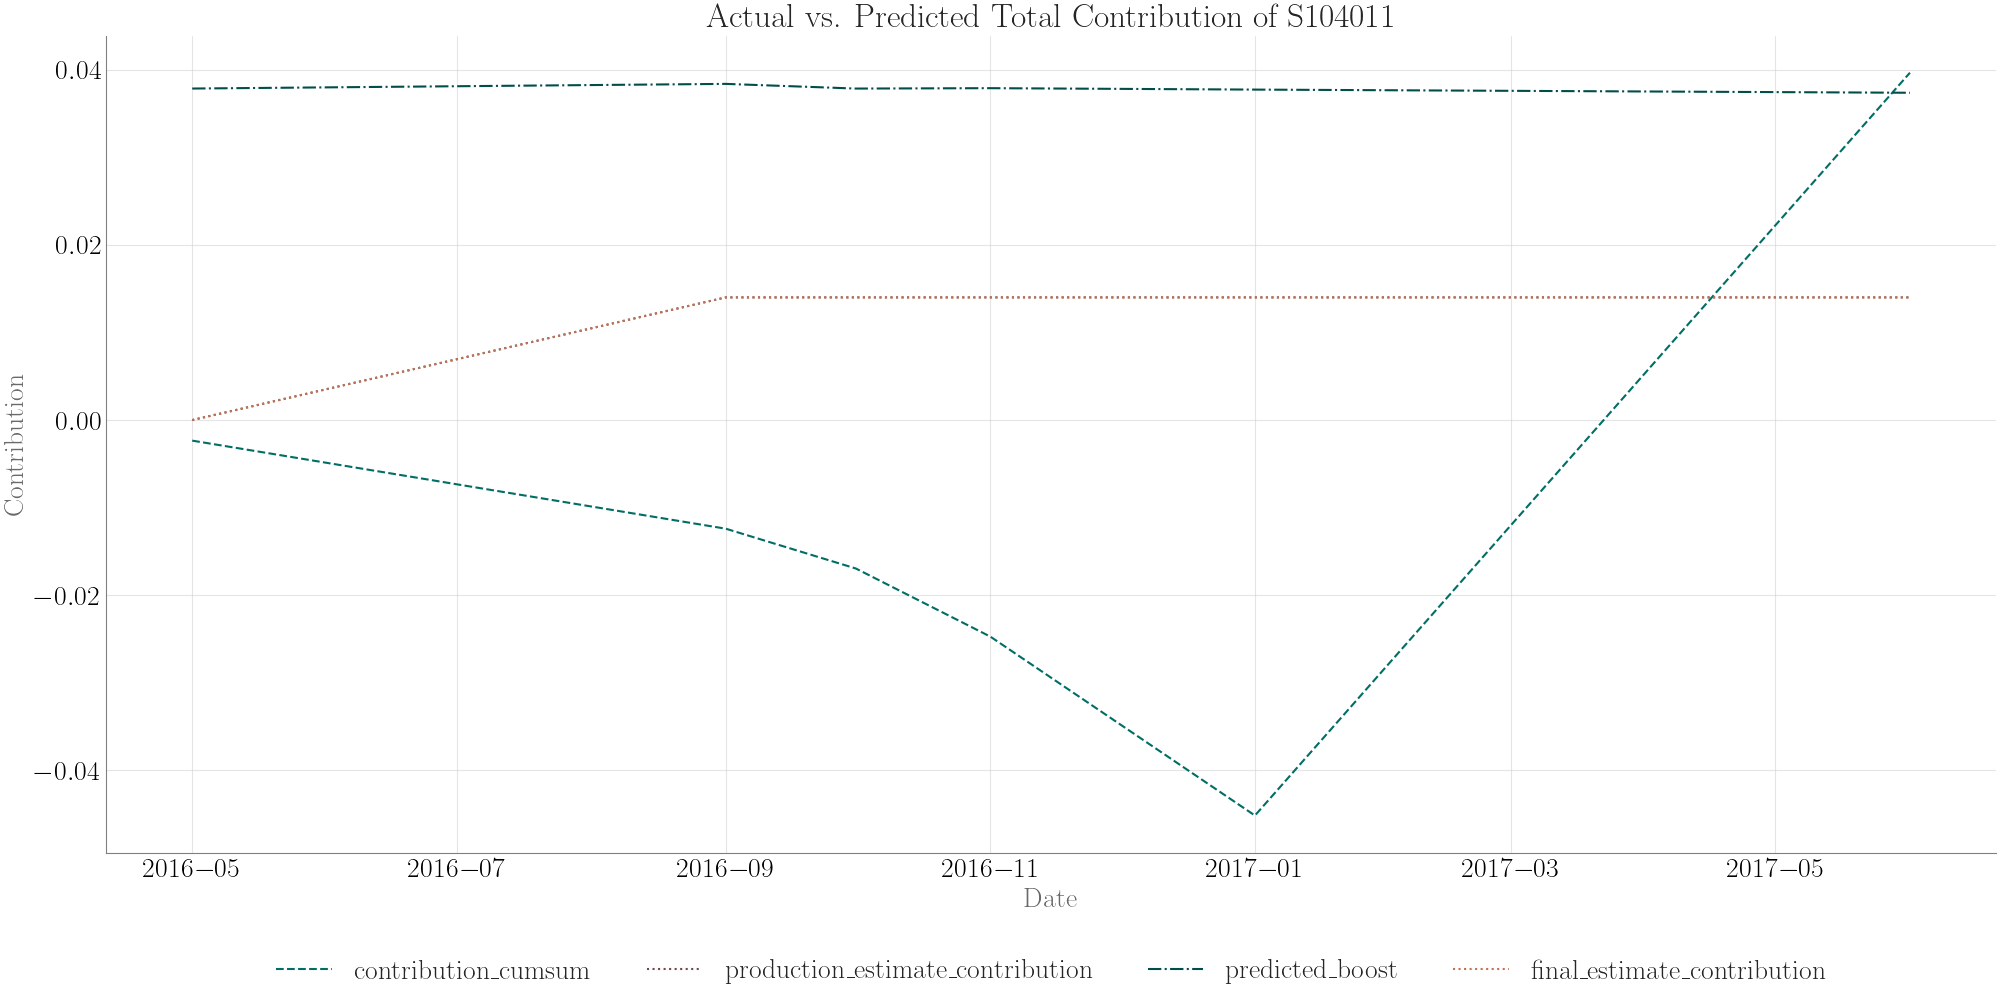 Actual vs. Predicted Total Contribution of S104011
0.04
0.02
0.00
−0.02
−0.04
Contribution
2016−05 2016−07 2016−09 2016−11 2017−01 2017−03 2017−05
Date
contribution_cumsum production_estimate_contribution predicted_boost final_estimate_contribution